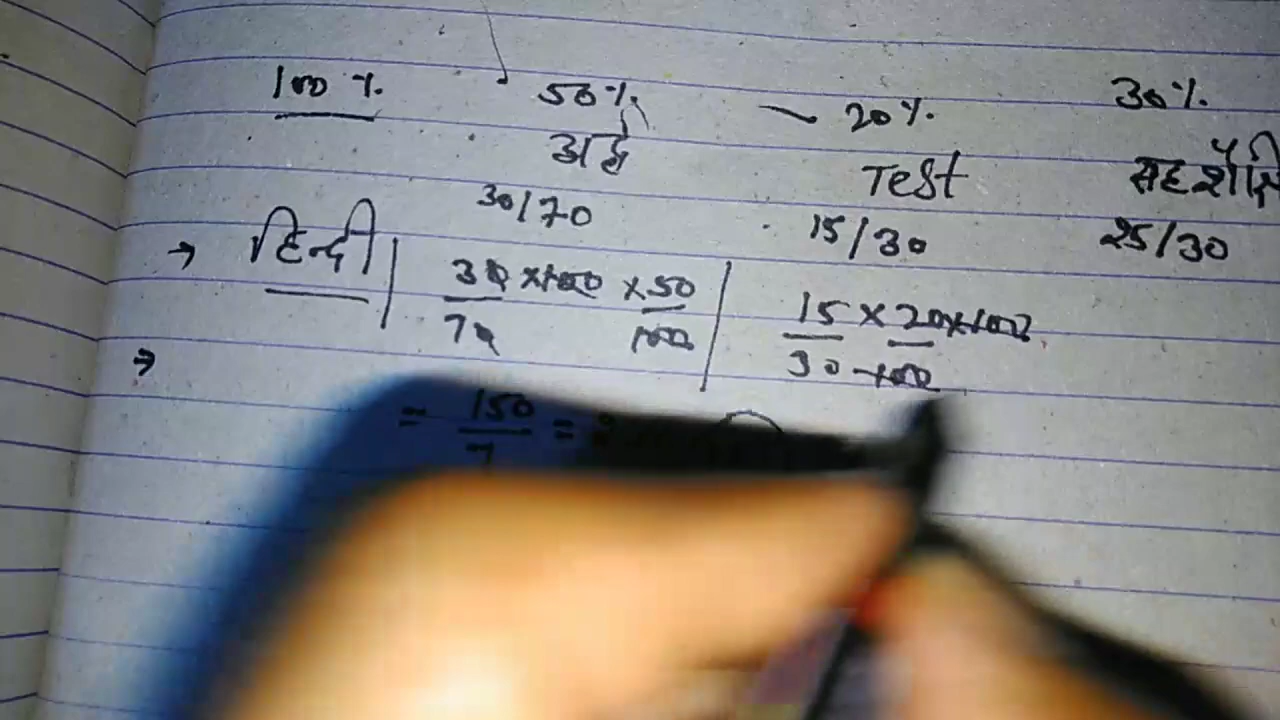 100 % 50% 20% 30%
अर्द्ध Test
30/70 15/30 25/30
→ हिन्दी 30 × 100 × 50 15 × 20 × 100
70 100 30 100
→
= 150 =
7